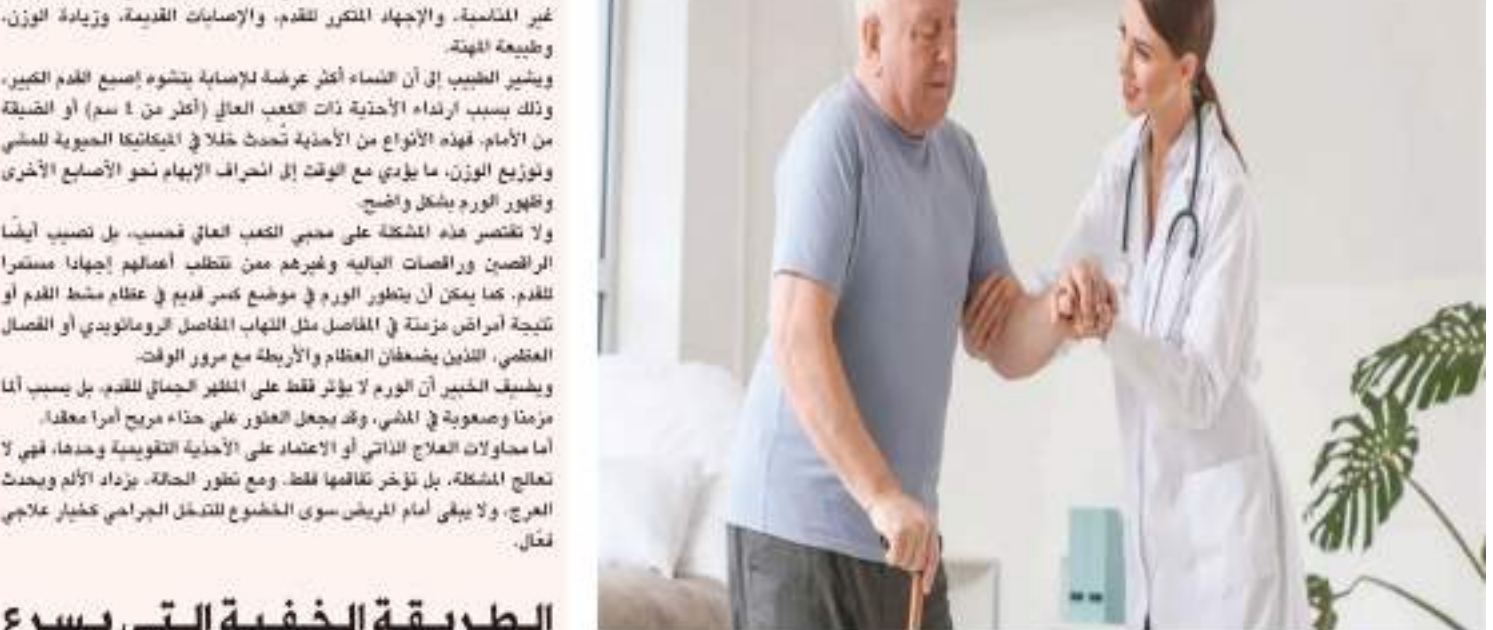 غير المناسبة، والإجهاد المتكرر للقدم، والإصابات القديمة، وزيادة الوزن،
وطبيعة المهنة.
ويشير الطبيب إلى أن النساء أكثر عرضة للإصابة بتشوه إصبع القدم الكبير،
وذلك بسبب ارتداء الأحذية ذات الكعب العالي (أكثر من ٤ سم) أو الضيقة
من الأمام. فهذه الأنواع من الأحذية تُحدث خللا في الميكانيكا الحيوية للمشي
وتوزيع الوزن، ما يؤدي مع الوقت إلى انحراف الإبهام نحو الأصابع الأخرى
وظهور الورم بشكل واضح.
ولا تقتصر هذه المشكلة على محبي الكعب العالي فحسب، بل تصيب أيضًا
الراقصين وراقصات الباليه وغيرهم ممن تتطلب أعمالهم إجهادا مستمرا
للقدم. كما يمكن أن يتطور الورم في موضع كسر قديم في عظام مشط القدم أو
نتيجة أمراض مزمنة في المفاصل مثل التهاب المفاصل الروماتويدي أو الفصال
العظمي، اللذين يضعفان العظام والأربطة مع مرور الوقت.
ويضيف الخبير أن الورم لا يؤثر فقط على المظهر الجمالي للقدم، بل يسبب ألما
مزمنا وصعوبة في المشي، وقد يجعل العثور على حذاء مريح أمرا معقدا.
أما محاولات العلاج الذاتي أو الاعتماد على الأحذية التقويمية وحدها، فهي لا
تعالج المشكلة، بل تؤخر تفاقمها فقط. ومع تطور الحالة، يزداد الألم ويحدث
العرج، ولا يبقى أمام المريض سوى الخضوع للتدخل الجراحي كخيار علاجي
فعّال.
الطريقة الخفية التي يسرع